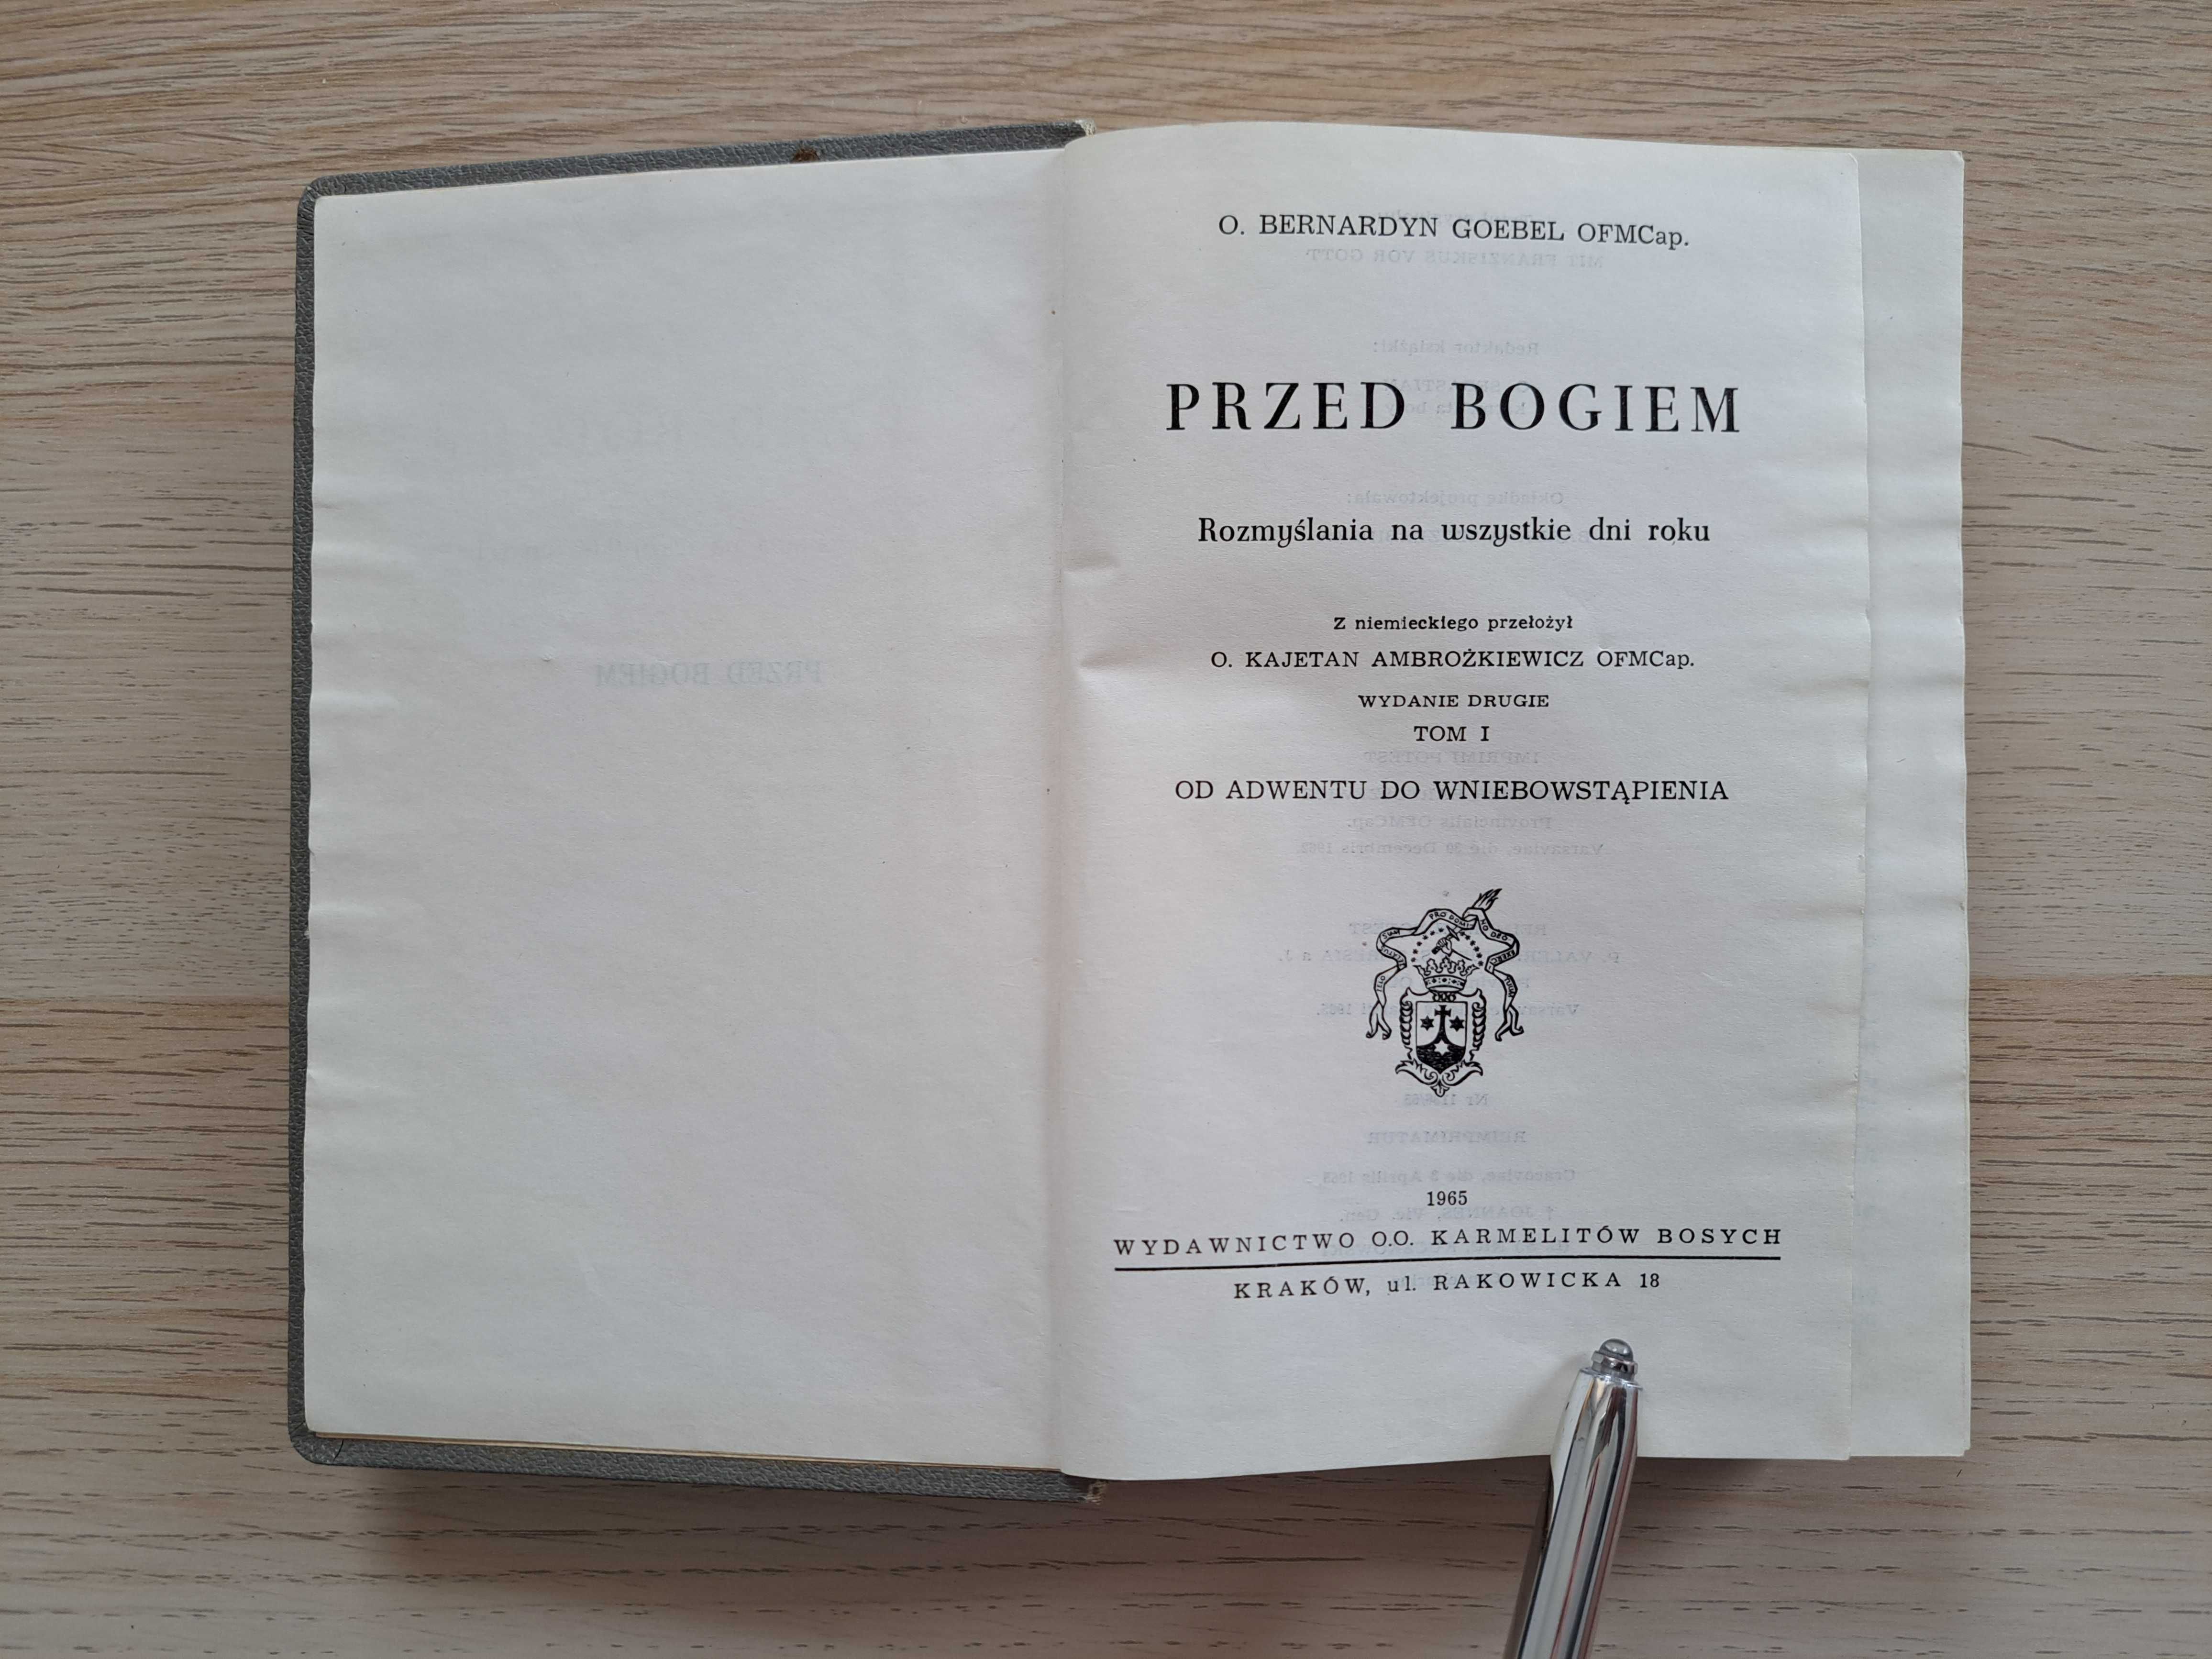 O. BERNARDYN GOEBEL OFMCap.
PRZED BOGIEM
Rozmyślania na wszystkie dni roku
Z niemieckiego przełożył
O. KAJETAN AMBROŻKIEWICZ OFMCap.
WYDANIE DRUGIE
TOM I
OD ADWENTU DO WNIEBOWSTĄPIENIA
1965
WYDAWNICTWO O.O. KARMELITÓW BOSYCH
KRAKÓW, ul. RAKOWICKA 18